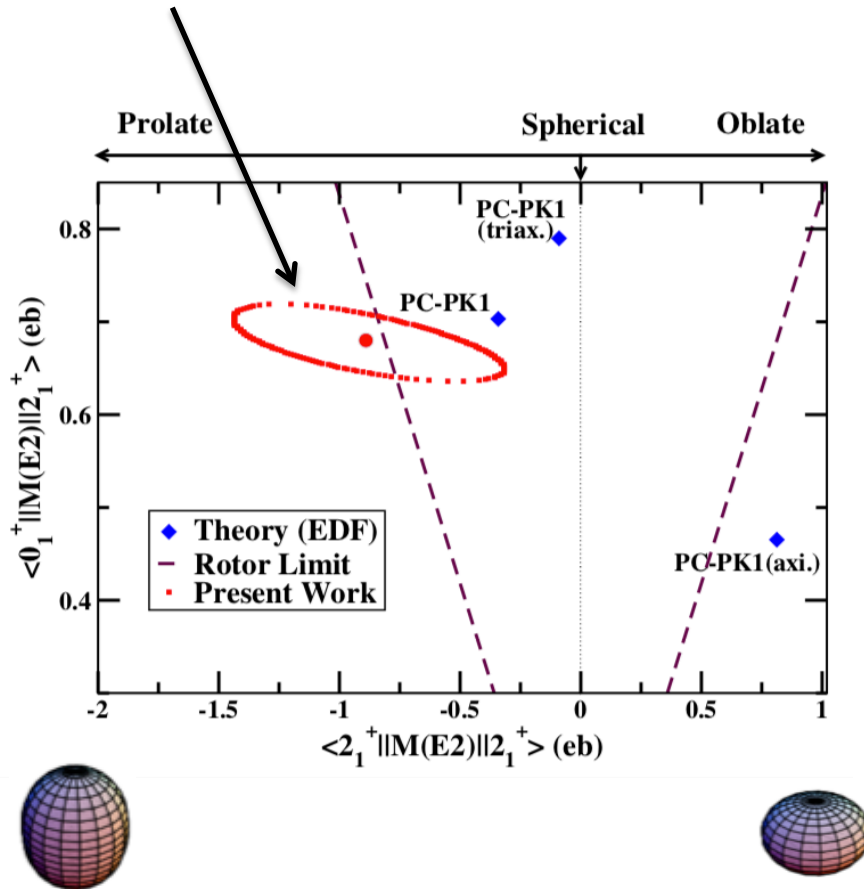 Prolate Spherical Oblate
PC-PK1
(triax.)
PC-PK1
PC-PK1(axi.)
Theory (EDF)
Rotor Limit
Present Work
0.8
0.6
0.4
<0₁⁺||M(E2)||2₁⁺> (eb)
-2 -1.5 -1 -0.5 0 0.5 1
<2₁⁺||M(E2)||2₁⁺> (eb)